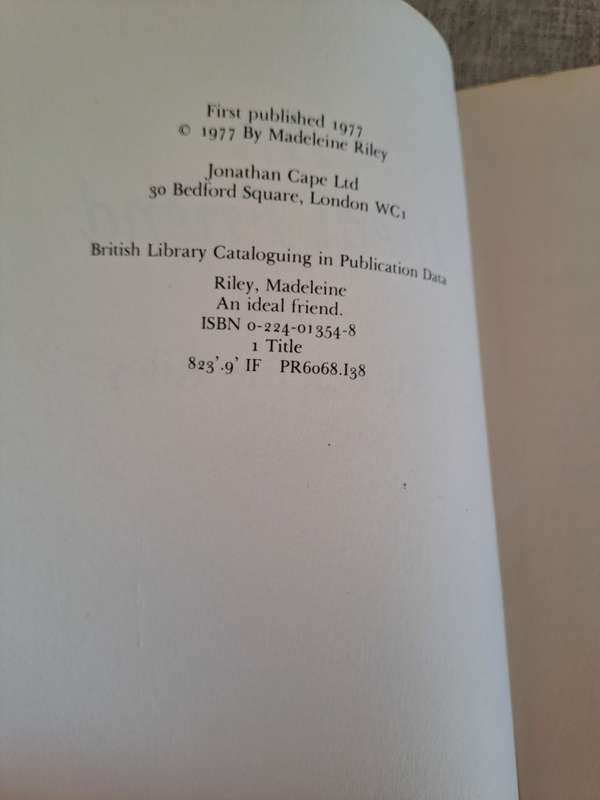 First published 1977
© 1977 By Madeleine Riley
Jonathan Cape Ltd
30 Bedford Square, London WC1
British Library Cataloguing in Publication Data
Riley, Madeleine
An ideal friend.
ISBN 0-224-01354-8
1 Title
823'.9' IF PR6068.I38